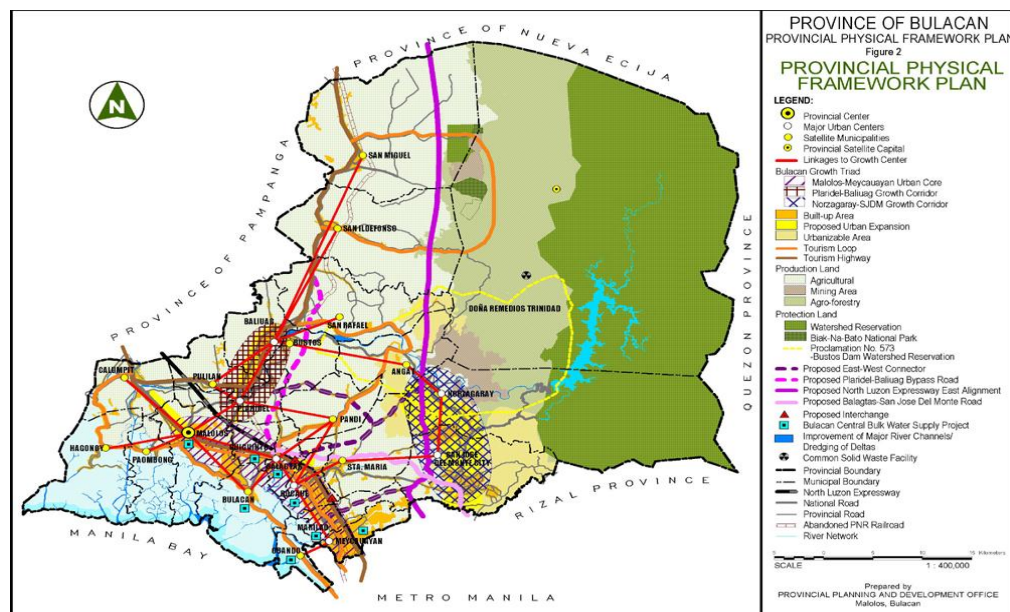 PROVINCE OF BULACAN
PROVINCIAL PHYSICAL FRAMEWORK PLAN
Figure 2
PROVINCIAL PHYSICAL
FRAMEWORK PLAN
LEGEND:
Provincial Center
Major Urban Centers
Satellite Municipalities
Provincial Satellite Capital
Linkages to Growth Center
Bulacan Growth Triad
Malolos-Meycauayan Urban Core
Plaridel-Baliuag Growth Corridor
Norzagaray-SJDM Growth Corridor
Built-up Area
Proposed Urban Expansion
Urbanizable Area
Tourism Loop
Tourism Highway
Production Land
Agricultural
Mining Area
Agro-forestry
Protection Land
Watershed Reservation
Biak-Na-Bato National Park
Proclamation No. 573
-Bustos Dam Watershed Reservation
Proposed East-West Connector
Proposed Plaridel-Baliuag Bypass Road
Proposed North Luzon Expressway East Alignment
Proposed Balagtas-San Jose Del Monte Road
Proposed Interchange
Bulacan Central Bulk Water Supply Project
Improvement of Major River Channels/
Dredging of Deltas
Common Solid Waste Facility
Provincial Boundary
Municipal Boundary
North Luzon Expressway
National Road
Provincial Road
Abandoned PNR Railroad
River Network
SCALE
1 : 400,000
Kilometers
Prepared by
PROVINCIAL PLANNING AND DEVELOPMENT OFFICE
Malolos, Bulacan
N
PROVINCE OF NUEVA ECIJA
PROVINCE OF PAMPANGA
QUEZON PROVINCE
RIZAL PROVINCE
METRO MANILA
MANILA BAY
SAN MIGUEL
SAN ILDEFONSO
DOÑA REMEDIOS TRINIDAD
BALIUAG
SAN RAFAEL
BUSTOS
CALUMPIT
PULILAN
ANGAT
NORZAGARAY
PLARIDEL
PANDI
MALOLOS
HAGONOY
PAOMBONG
GUIGUINTO
BALAGTAS
STA. MARIA
SAN JOSE
DEL MONTE CITY
BULACAN
BOCAUE
MARILAO
MEYCAUAYAN
OBANDO